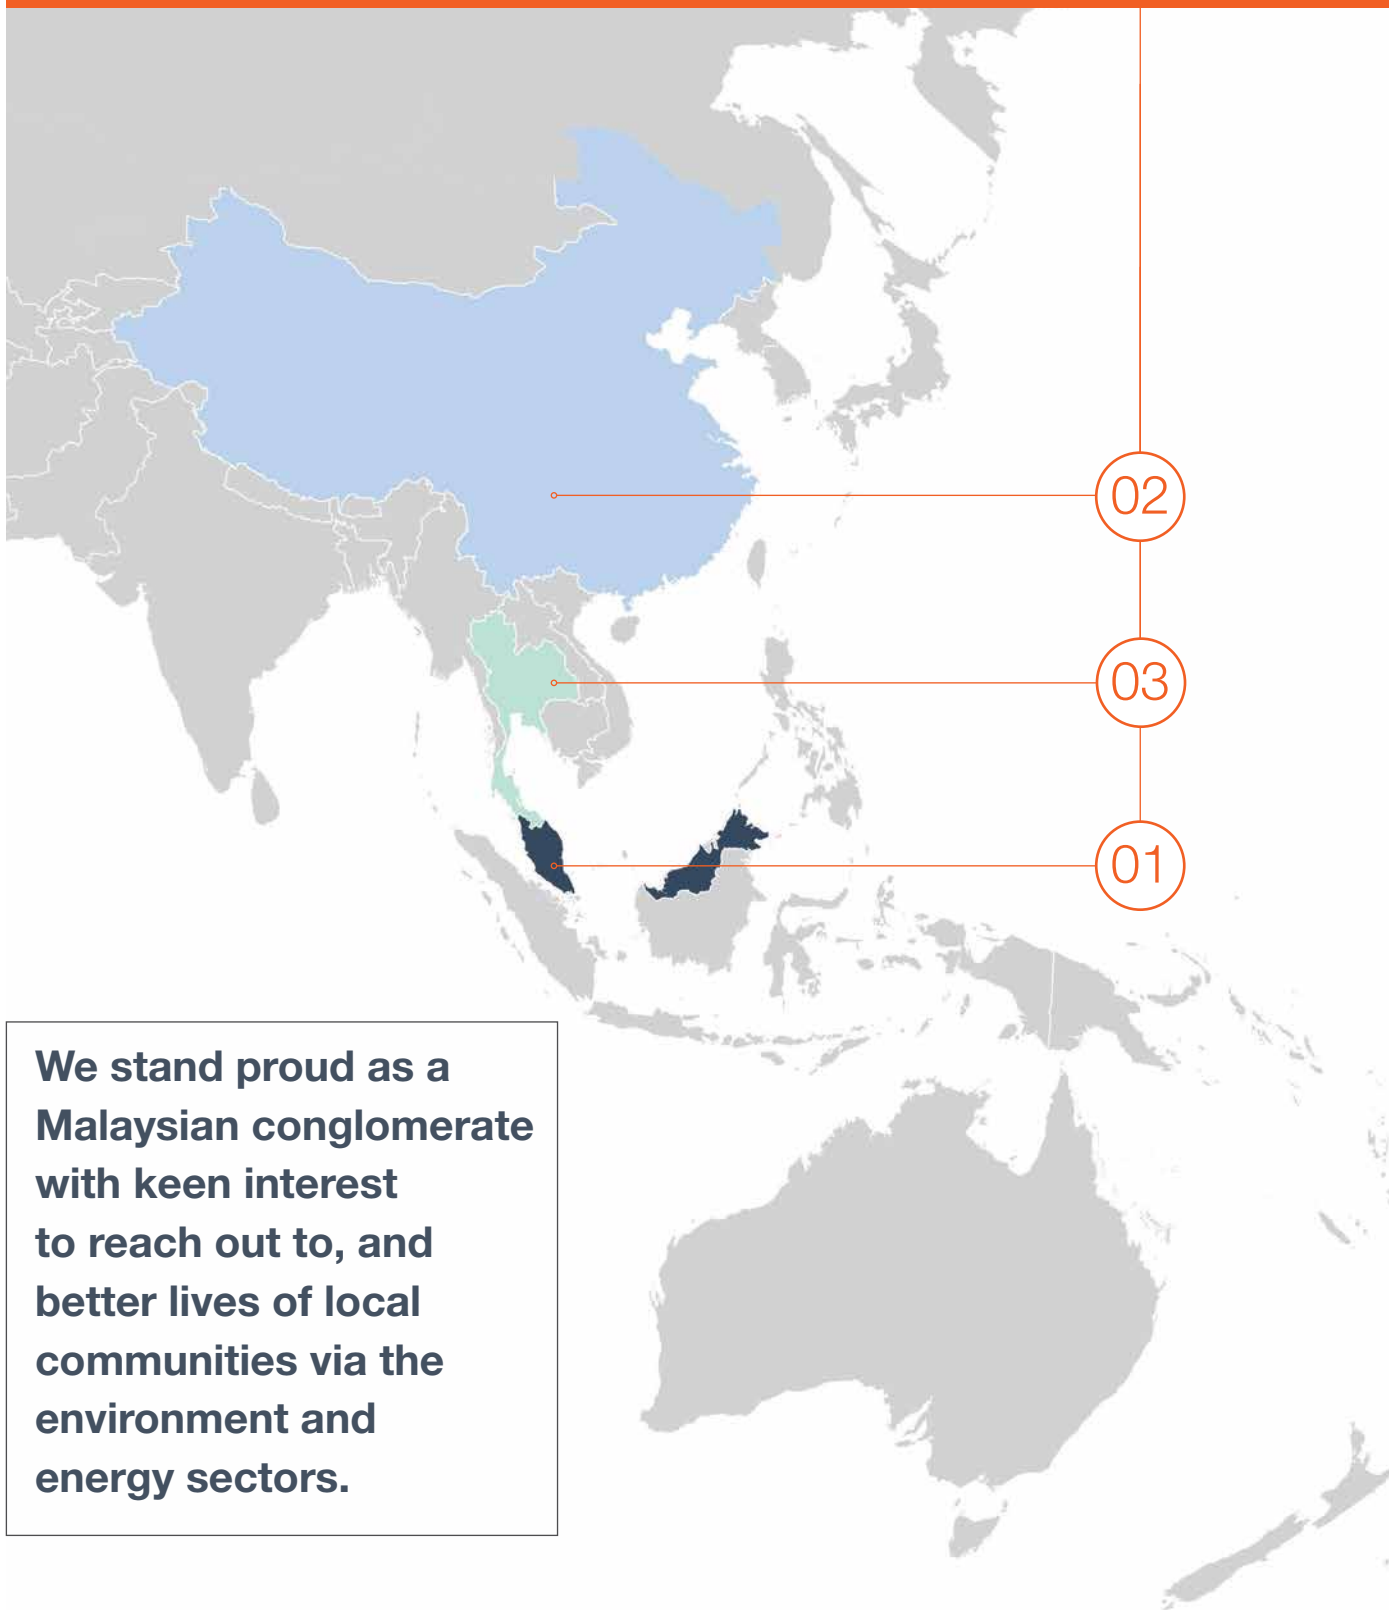 02
03
01
We stand proud as a
Malaysian conglomerate
with keen interest
to reach out to, and
better lives of local
communities via the
environment and
energy sectors.